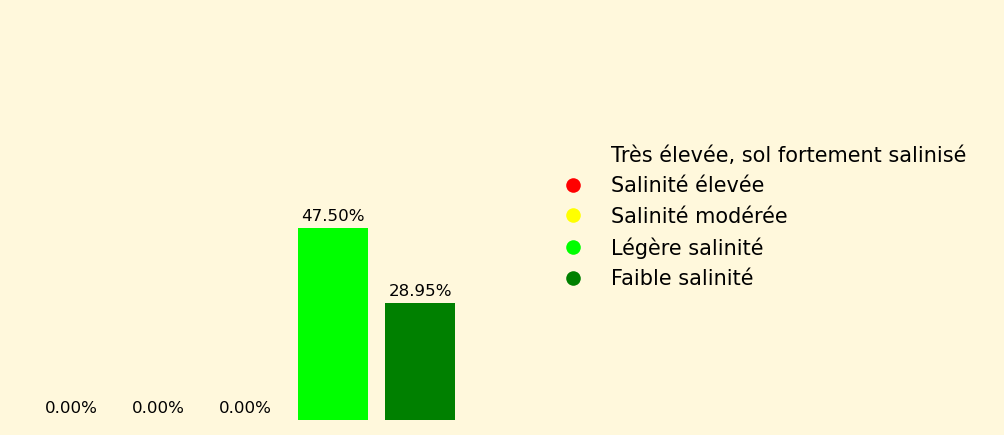 Très élevée, sol fortement salinisé
Salinité élevée
Salinité modérée
Légère salinité
Faible salinité
47.50%
28.95%
0.00%
0.00%
0.00%